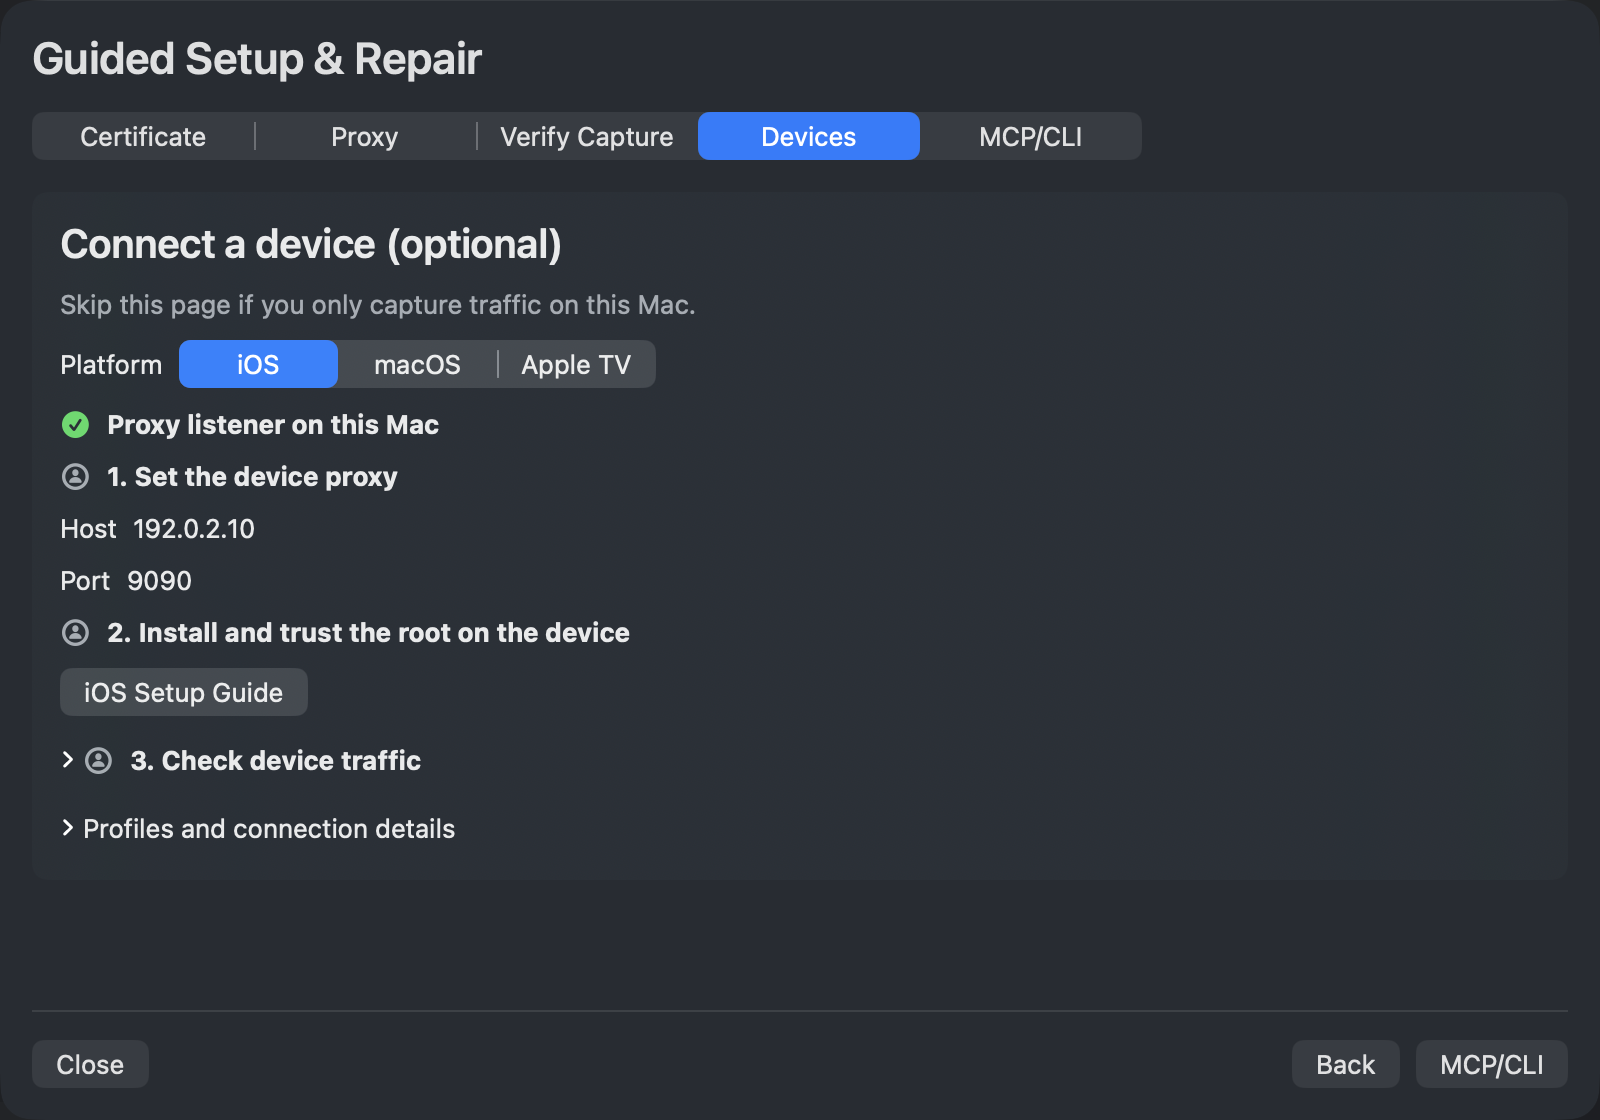 Guided Setup & Repair
Certificate Proxy Verify Capture Devices MCP/CLI
Connect a device (optional)
Skip this page if you only capture traffic on this Mac.
Platform iOS macOS Apple TV
Proxy listener on this Mac
1. Set the device proxy
Host 192.0.2.10
Port 9090
2. Install and trust the root on the device
iOS Setup Guide
3. Check device traffic
Profiles and connection details
Close Back MCP/CLI